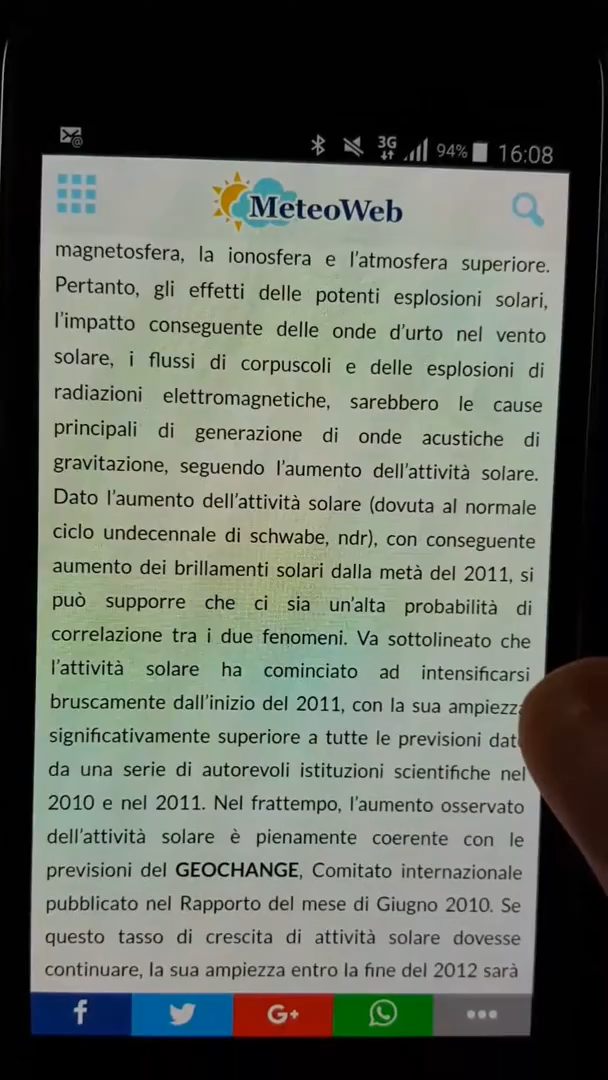 3G 94% 16:08
MeteoWeb
magnetosfera, la ionosfera e l'atmosfera superiore.
Pertanto, gli effetti delle potenti esplosioni solari,
l'impatto conseguente delle onde d'urto nel vento
solare, i flussi di corpuscoli e delle esplosioni di
radiazioni elettromagnetiche, sarebbero le cause
principali di generazione di onde acustiche di
gravitazione, seguendo l'aumento dell'attività solare.
Dato l'aumento dell'attività solare (dovuta al normale
ciclo undecennale di schwabe, ndr), con conseguente
aumento dei brillamenti solari dalla metà del 2011, si
può supporre che ci sia un'alta probabilità di
correlazione tra i due fenomeni. Va sottolineato che
l'attività solare ha cominciato ad intensificarsi
bruscamente dall'inizio del 2011, con la sua ampiezza
significativamente superiore a tutte le previsioni dat
da una serie di autorevoli istituzioni scientifiche nel
2010 e nel 2011. Nel frattempo, l'aumento osservato
dell'attività solare è pienamente coerente con le
previsioni del GEOCHANGE, Comitato internazionale
pubblicato nel Rapporto del mese di Giugno 2010. Se
questo tasso di crescita di attività solare dovesse
continuare, la sua ampiezza entro la fine del 2012 sarà
f G+